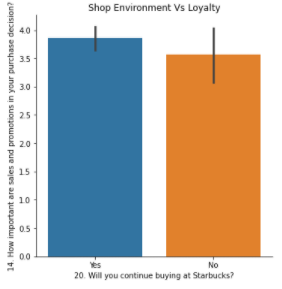 Shop Environment Vs Loyalty
14. How important are sales and promotions in your purchase decision?
4.0
3.5
3.0
2.5
2.0
1.5
1.0
0.5
0.0
Yes No
20. Will you continue buying at Starbucks?